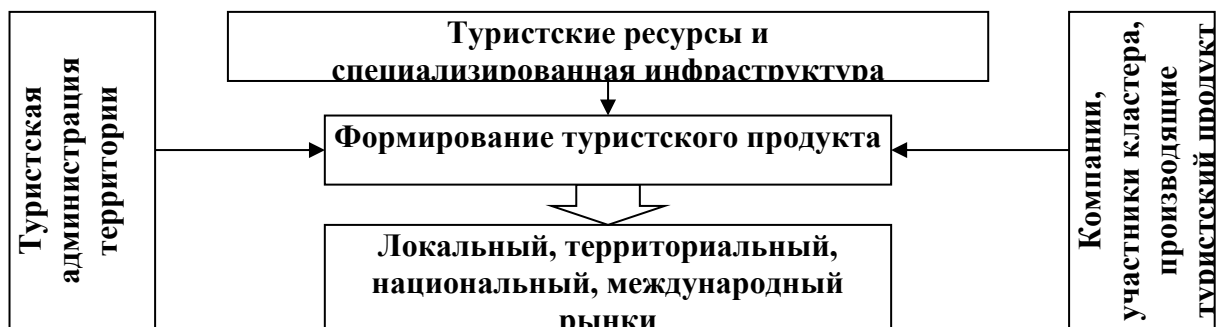 Туристская
администрация
территории
Туристские ресурсы и
специализированная инфраструктура
Формирование туристского продукта
Локальный, территориальный,
национальный, международный
рынки
Компании,
участники кластера,
производящие
туристский продукт